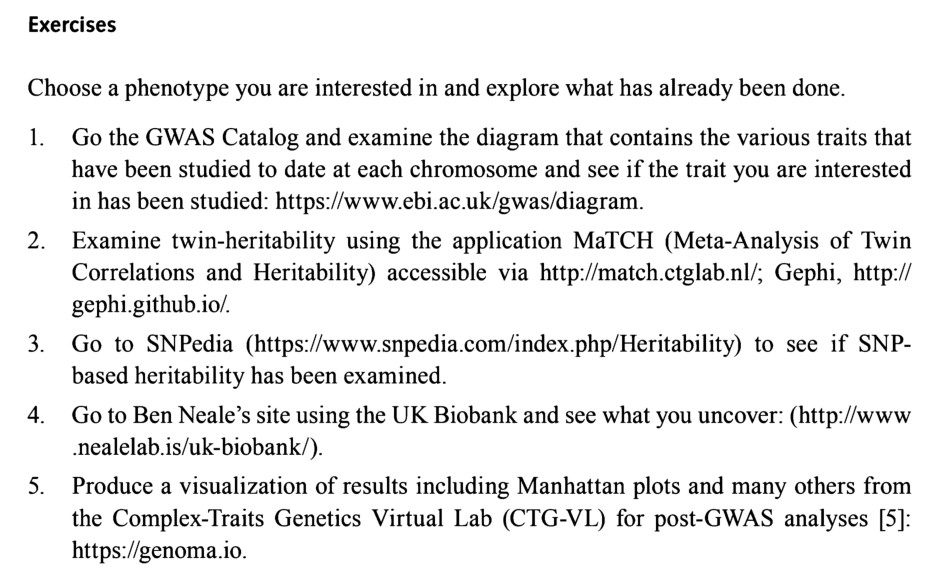 Exercises
Choose a phenotype you are interested in and explore what has already been done.
1. Go the GWAS Catalog and examine the diagram that contains the various traits that
have been studied to date at each chromosome and see if the trait you are interested
in has been studied: https://www.ebi.ac.uk/gwas/diagram.
2. Examine twin-heritability using the application MaTCH (Meta-Analysis of Twin
Correlations and Heritability) accessible via http://match.ctglab.nl/; Gephi, http://
gephi.github.io/.
3. Go to SNPedia (https://www.snpedia.com/index.php/Heritability) to see if SNP-
based heritability has been examined.
4. Go to Ben Neale’s site using the UK Biobank and see what you uncover: (http://www
.nealelab.is/uk-biobank/).
5. Produce a visualization of results including Manhattan plots and many others from
the Complex-Traits Genetics Virtual Lab (CTG-VL) for post-GWAS analyses [5]:
https://genoma.io.